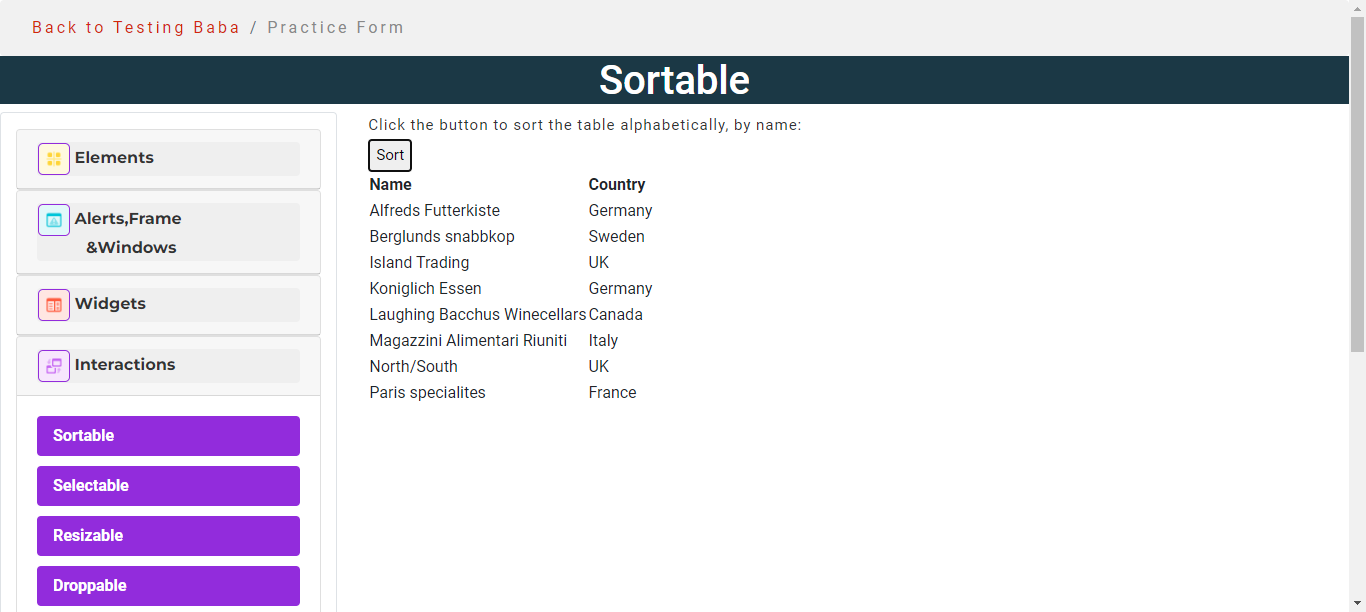 Back to Testing Baba / Practice Form
Sortable
Elements
Alerts,Frame
&Windows
Widgets
Interactions
Sortable
Selectable
Resizable
Droppable
Click the button to sort the table alphabetically, by name:
Sort
Name Country
Alfreds Futterkiste Germany
Berglunds snabbkop Sweden
Island Trading UK
Koniglich Essen Germany
Laughing Bacchus Winecellars Canada
Magazzini Alimentari Riuniti Italy
North/South UK
Paris specialites France